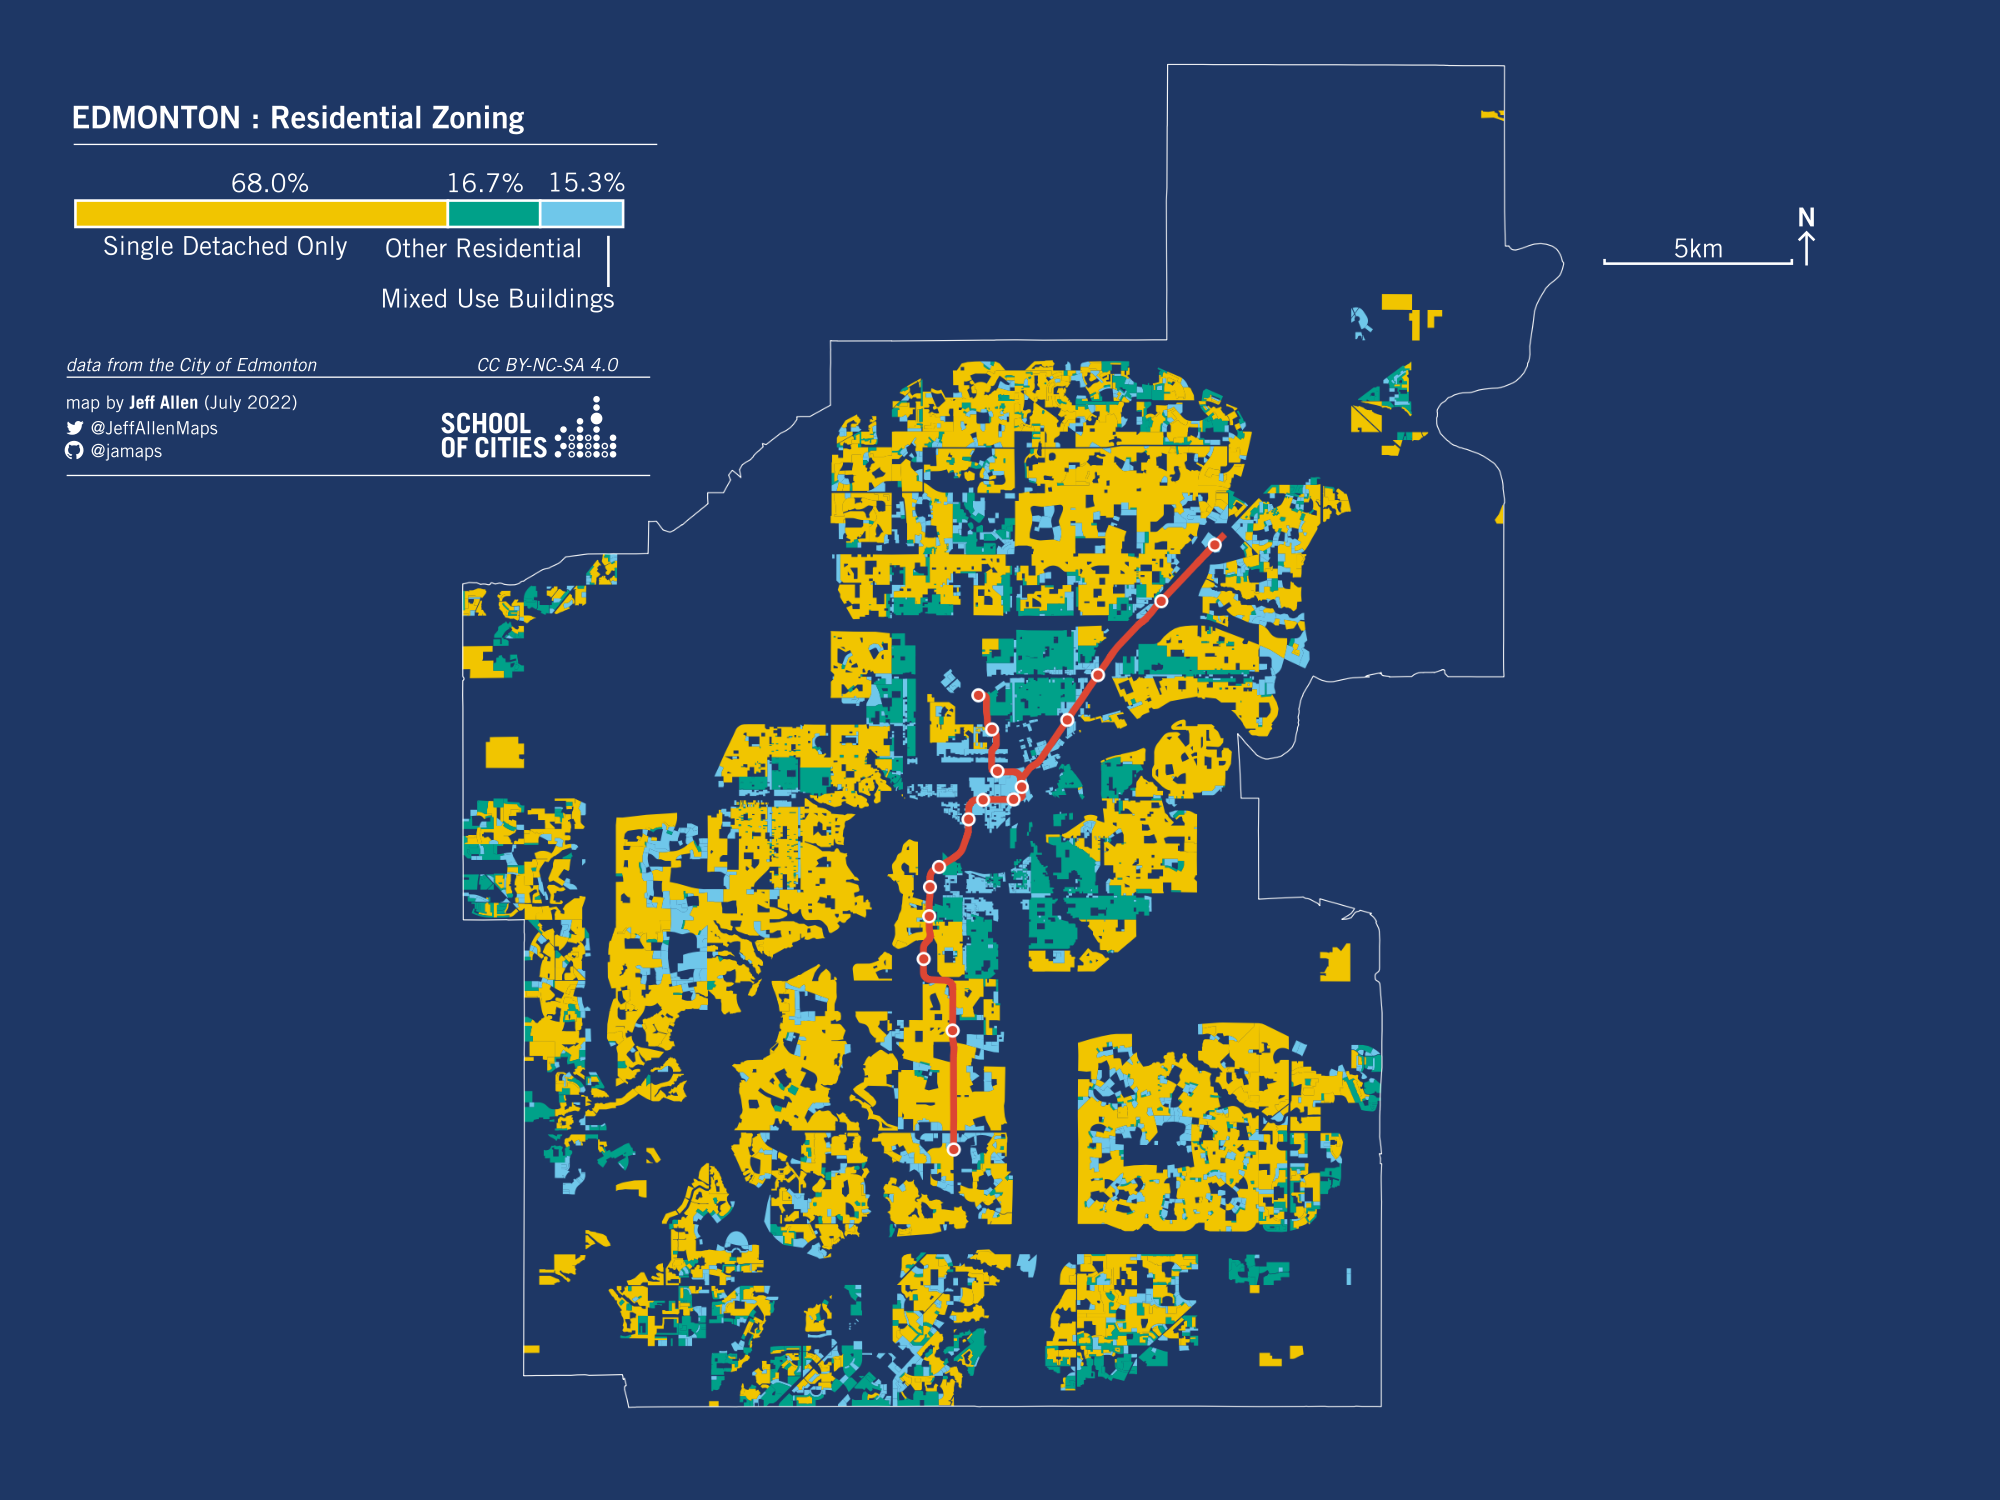 EDMONTON : Residential Zoning
68.0% 16.7% 15.3%
Single Detached Only
Other Residential
Mixed Use Buildings
data from the City of Edmonton
CC BY-NC-SA 4.0
map by Jeff Allen (July 2022)
@JeffAllenMaps
@jamaps
SCHOOL
OF CITIES
5km
N